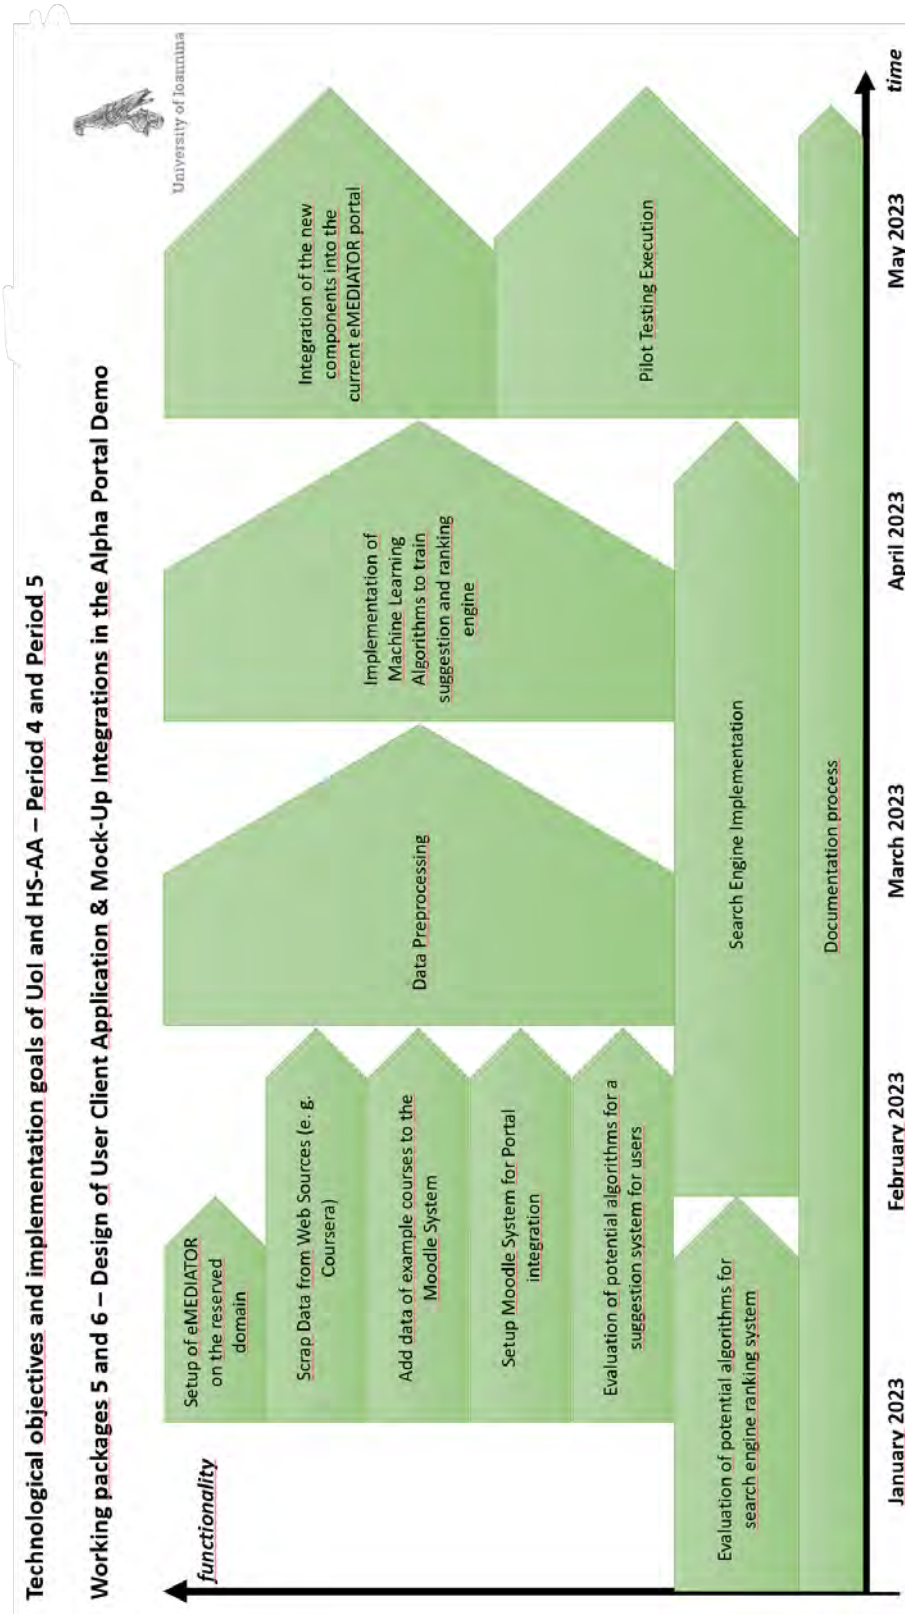 Technological objectives and implementation goals of UoI and HS-AA – Period 4 and Period 5
Working packages 5 and 6 – Design of User Client Application & Mock-Up Integrations in the Alpha Portal Demo
University of Ioannina
functionality
Setup of eMEDIATOR
on the reserved
domain
Scrap Data from Web Sources (e. g.
Coursera)
Add data of example courses to the
Moodle System
Setup Moodle System for Portal
integration
Evaluation of potential algorithms for a
suggestion system for users
Evaluation of potential algorithms for
search engine ranking system
Data Preprocessing
Implementation of
Machine Learning
Algorithms to train
suggestion and ranking
engine
Search Engine Implementation
Integration of the new
components into the
current eMEDIATOR portal
Pilot Testing Execution
Documentation process
January 2023
February 2023
March 2023
April 2023
May 2023
time